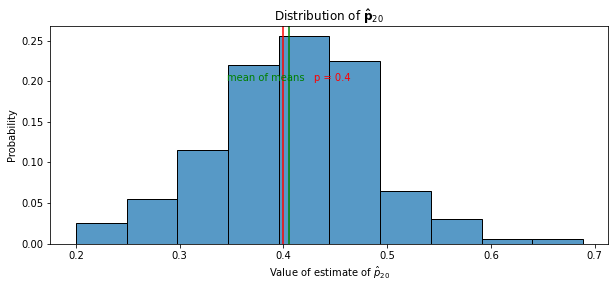 Distribution of p̂₂₀
Probability
0.25
0.20
0.15
0.10
0.05
0.00
mean of means
p = 0.4
0.2
0.3
0.4
0.5
0.6
0.7
Value of estimate of p̂₂₀